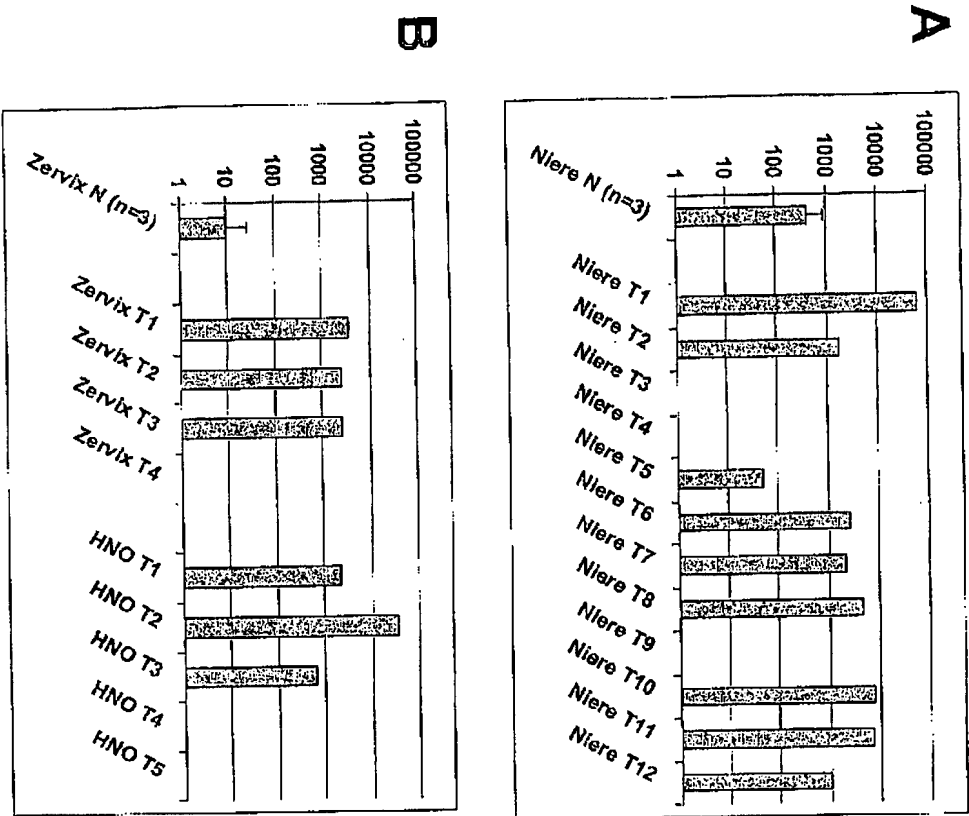 A
100000
10000
1000
100
10
1
Niere N (n=3)
Niere T1
Niere T2
Niere T3
Niere T4
Niere T5
Niere T6
Niere T7
Niere T8
Niere T9
Niere T10
Niere T11
Niere T12
B
100000
10000
1000
100
10
1
Zervix N (n=3)
Zervix T1
Zervix T2
Zervix T3
Zervix T4
HNO T1
HNO T2
HNO T3
HNO T4
HNO T5